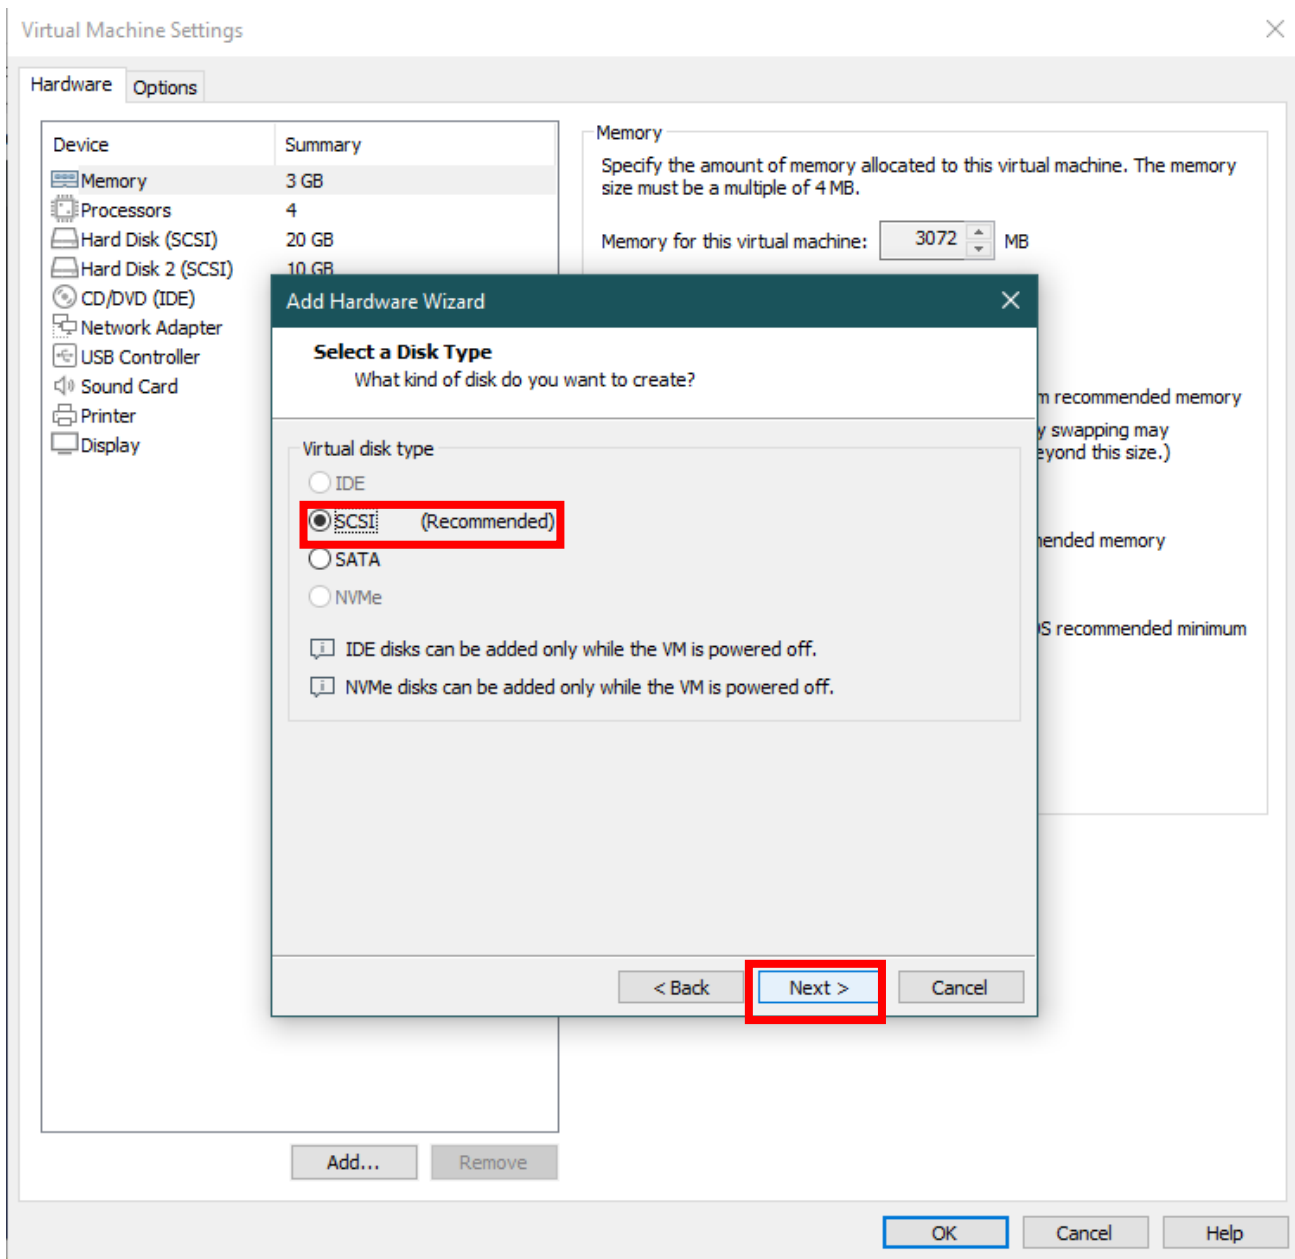 Virtual Machine Settings
Hardware Options
Device Summary
Memory 3 GB
Processors 4
Hard Disk (SCSI) 20 GB
Hard Disk 2 (SCSI) 10 GB
CD/DVD (IDE)
Network Adapter
USB Controller
Sound Card
Printer
Display
Add... Remove
Memory
Specify the amount of memory allocated to this virtual machine. The memory
size must be a multiple of 4 MB.
Memory for this virtual machine: 3072 MB
recommended memory
swapping may
this size.)
memory
recommended minimum
Add Hardware Wizard
Select a Disk Type
What kind of disk do you want to create?
Virtual disk type
IDE
SCSI (Recommended)
SATA
NVMe
IDE disks can be added only while the VM is powered off.
NVMe disks can be added only while the VM is powered off.
< Back Next > Cancel
OK Cancel Help